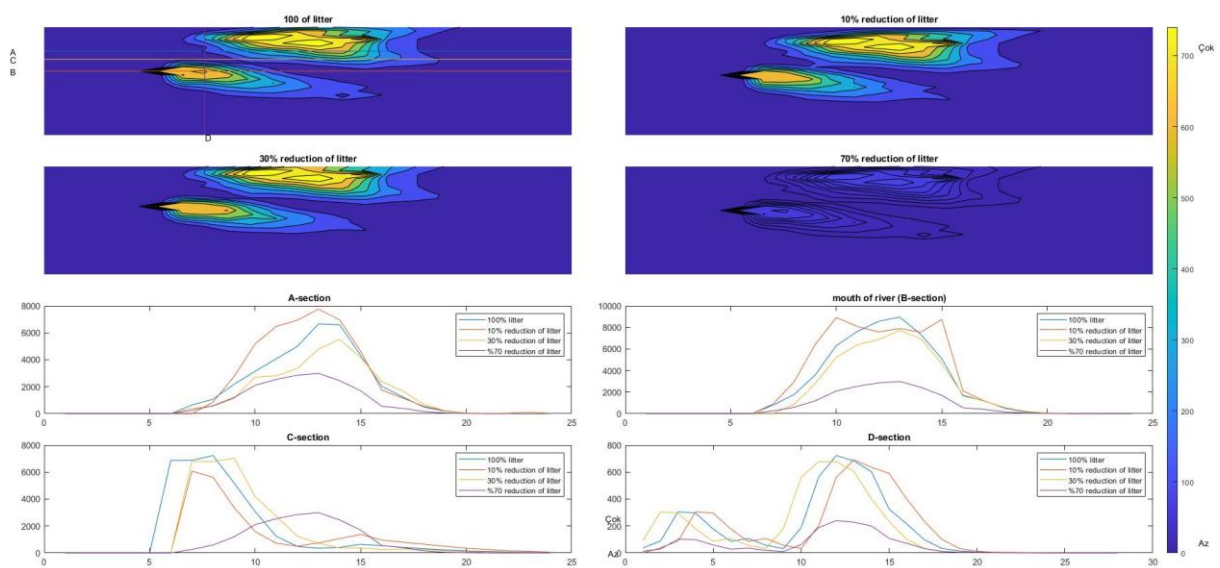 100 of litter
10% reduction of litter
A
C
B
D
700
600
500
400
300
200
100
0
Çok
Az
30% reduction of litter
70% reduction of litter
A-section
8000
6000
4000
2000
0
0 5 10 15 20 25
100% litter
10% reduction of litter
30% reduction of litter
%70 reduction of litter
mouth of river (B-section)
10000
8000
6000
4000
2000
0
0 5 10 15 20 25
100% litter
10% reduction of litter
30% reduction of litter
%70 reduction of litter
C-section
8000
6000
4000
2000
0
0 5 10 15 20 25
100% litter
10% reduction of litter
30% reduction of litter
%70 reduction of litter
D-section
800
600
400
Çok
200
Az
0
0 5 10 15 20 25 30
100% litter
10% reduction of litter
30% reduction of litter
%70 reduction of litter